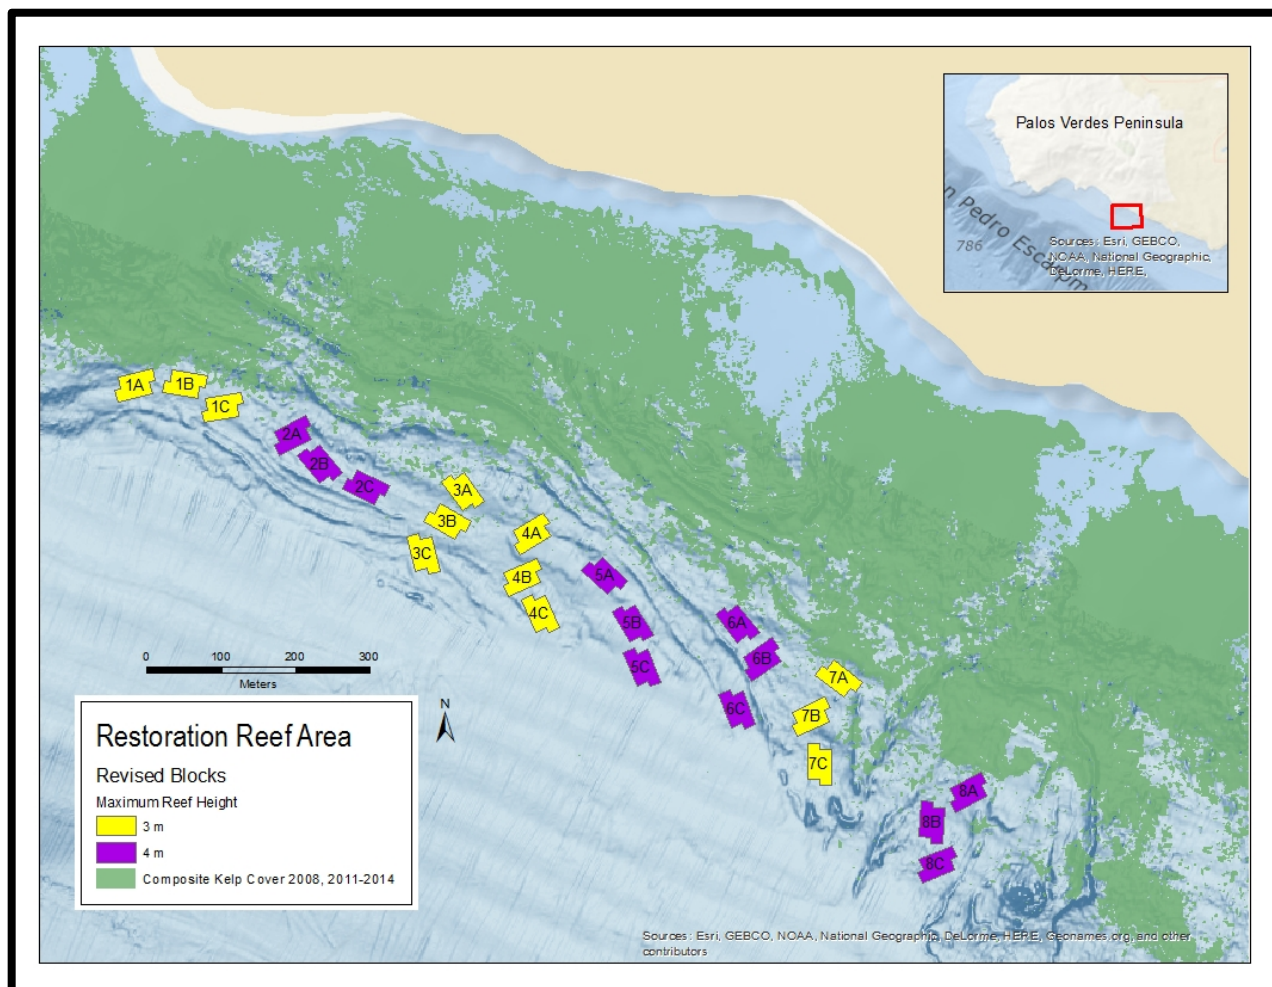 Palos Verdes Peninsula
n Pedro Escarpm
786
Sources: Esri, GEBCO,
NOAA, National Geographic,
DeLorme, HERE,
1A
1B
1C
2A
2B
2C
3A
3B
3C
4A
4B
4C
5A
5B
5C
6A
6B
6C
7A
7B
7C
8A
8B
8C
0 100 200 300
Meters
N
Restoration Reef Area
Revised Blocks
Maximum Reef Height
3 m
4 m
Composite Kelp Cover 2008, 2011-2014
Sources: Esri, GEBCO, NOAA, National Geographic, DeLorme, HERE, Geonames.org, and other
contributors